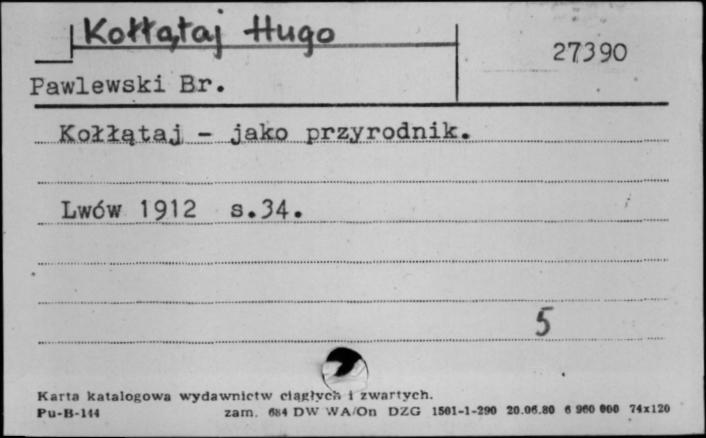 Kołłątaj Hugo
27390
Pawlewski Br.
Kołłątaj - jako przyrodnik.
Lwów 1912 s.34.
5
Karta katalogowa wydawnictw ciągłych i zwartych.
Pu-B-144 zam. 684 DW WA/On DZG 1501-1-290 20.06.80 6 960 000 74x120